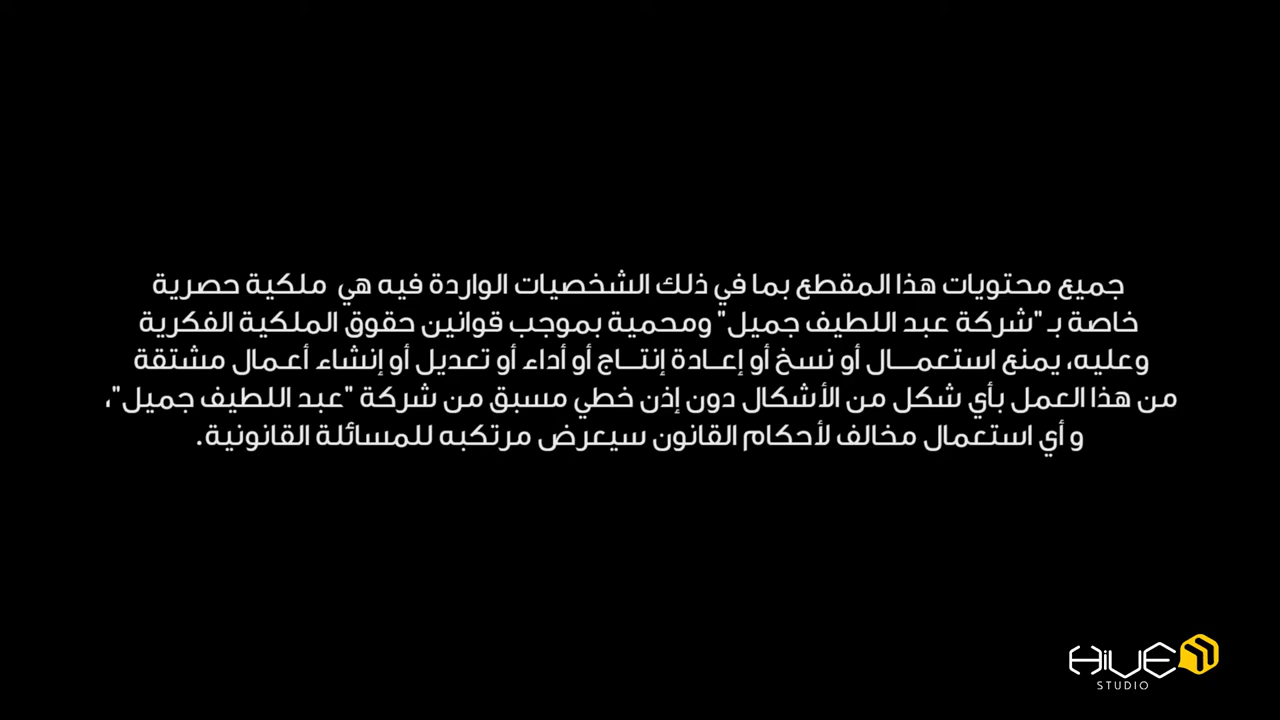 جميع محتويات هذا المقطع بما في ذلك الشخصيات الواردة فيه هي ملكية حصرية
خاصة بـ "شركة عبد اللطيف جميل" ومحمية بموجب قوانين حقوق الملكية الفكرية
وعليه، يمنع استعمـــال أو نسخ أو إعـادة إنتــاج أو أداء أو تعديل أو إنشاء أعـمال مشتقة
من هذا العمل بأي شكل من الأشكال دون إذن خطي مسبق من شركة "عبد اللطيف جميل"،
و أي استعمال مخالف لأحكام القانون سيعرض مرتكبه للمسائلة القانونية.
HIVE
STUDIO